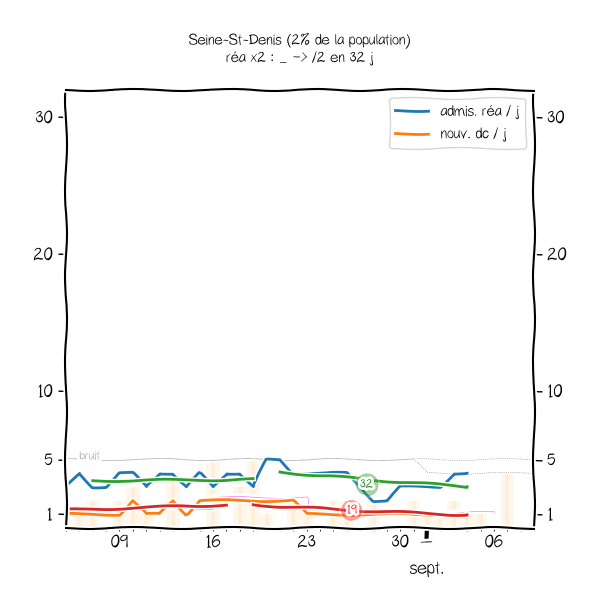 Seine-St-Denis (2% de la population)
réa x2 : _ -> /2 en 32 j
admis. réa / j
nouv. dc / j
30
30
20
20
10
10
5
5
bruit
32
19
1
1
09
16
23
30
06
sept.